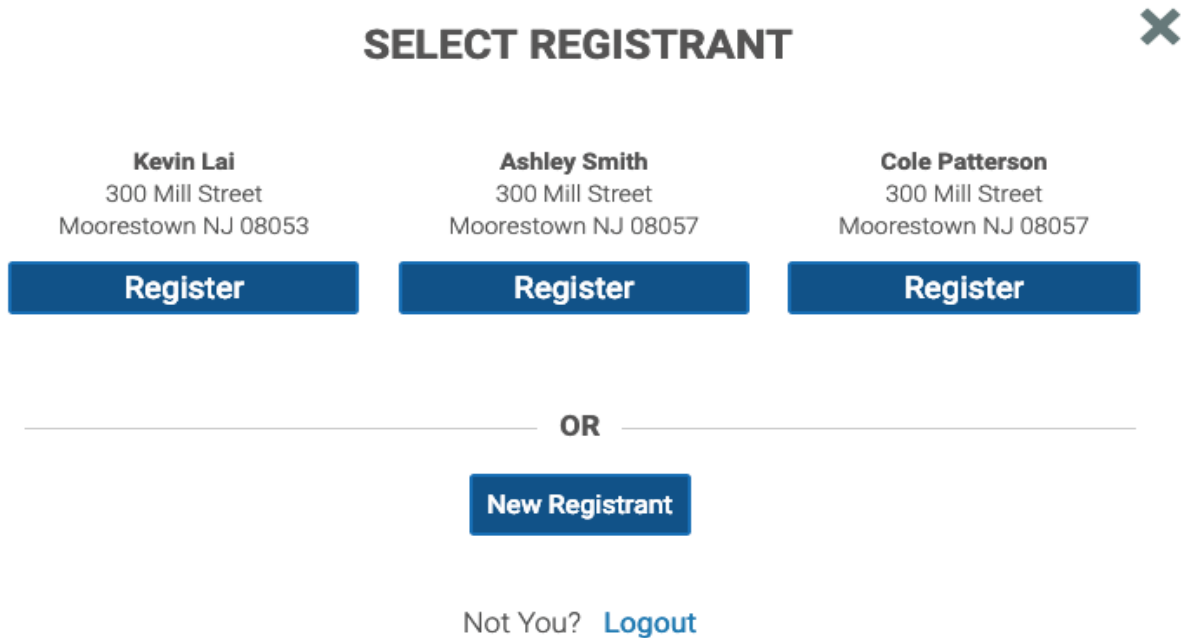 SELECT REGISTRANT
Kevin Lai
300 Mill Street
Moorestown NJ 08053
Register
Ashley Smith
300 Mill Street
Moorestown NJ 08057
Register
Cole Patterson
300 Mill Street
Moorestown NJ 08057
Register
OR
New Registrant
Not You? Logout